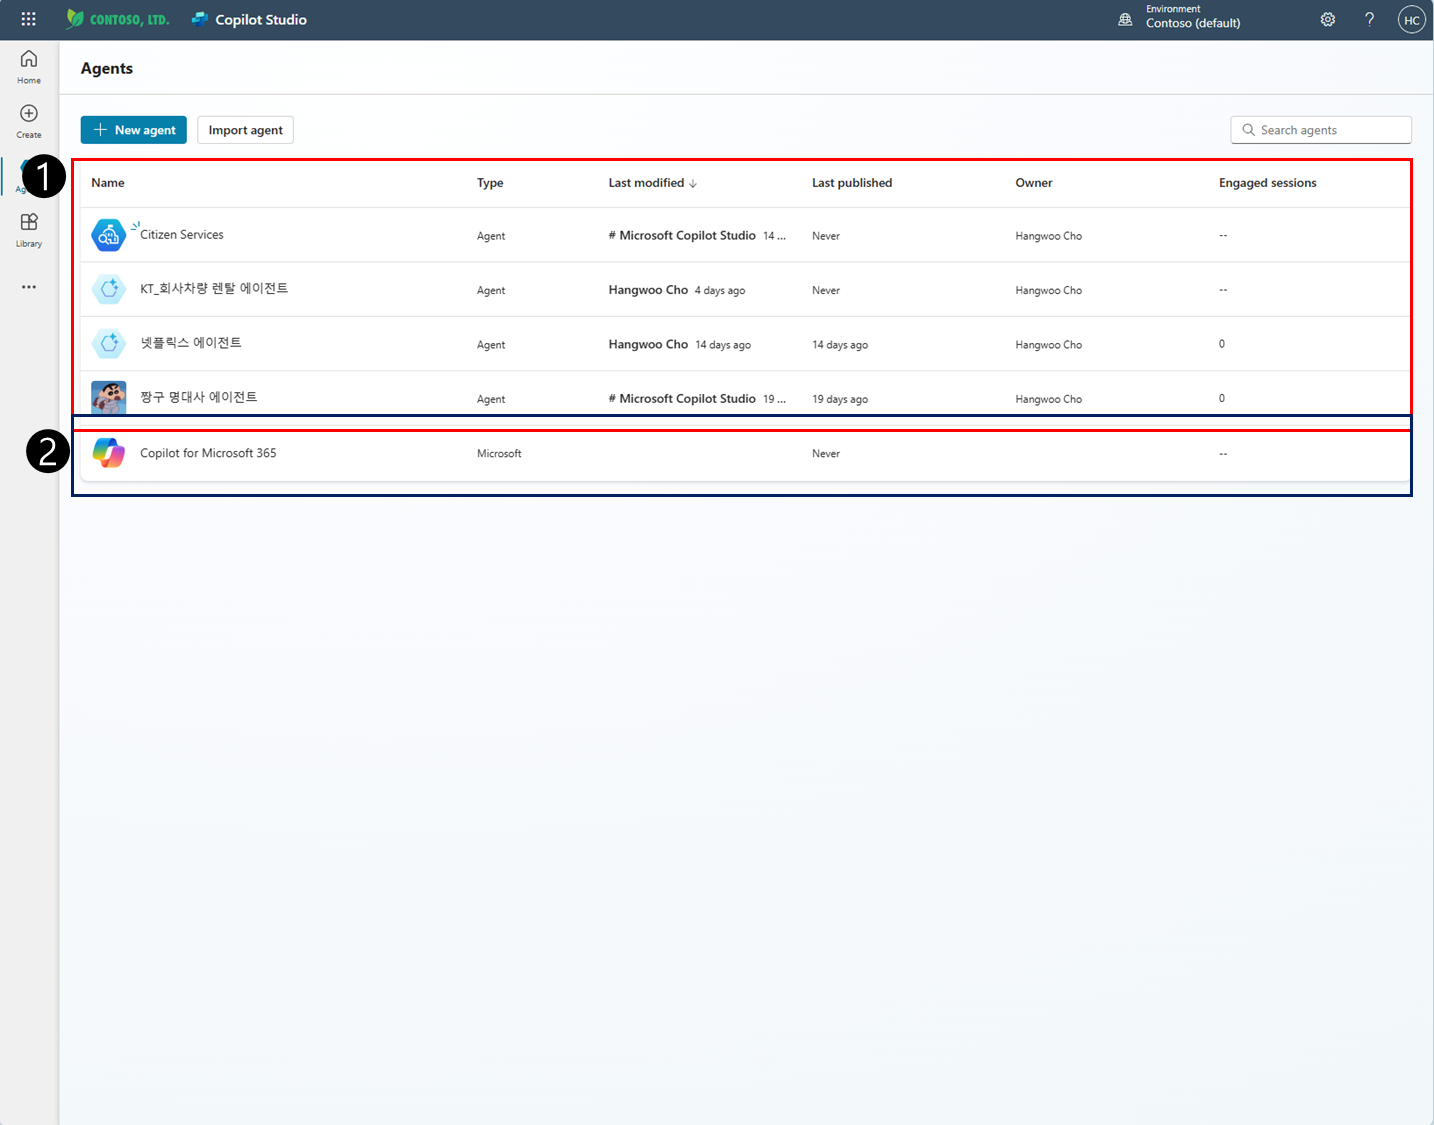 CONTOSO, LTD.
Copilot Studio
Environment
Contoso (default)
?
HC
Home
Create
Library
Agents
New agent
Import agent
Search agents
1
Name Type Last modified ↓ Last published Owner Engaged sessions
Citizen Services Agent # Microsoft Copilot Studio 14 ... Never Hangwoo Cho --
KT_회사차량 렌탈 에이전트 Agent Hangwoo Cho 4 days ago Never Hangwoo Cho --
넷플릭스 에이전트 Agent Hangwoo Cho 14 days ago 14 days ago Hangwoo Cho 0
짱구 명대사 에이전트 Agent # Microsoft Copilot Studio 19 ... 19 days ago Hangwoo Cho 0
2
Copilot for Microsoft 365 Microsoft Never --